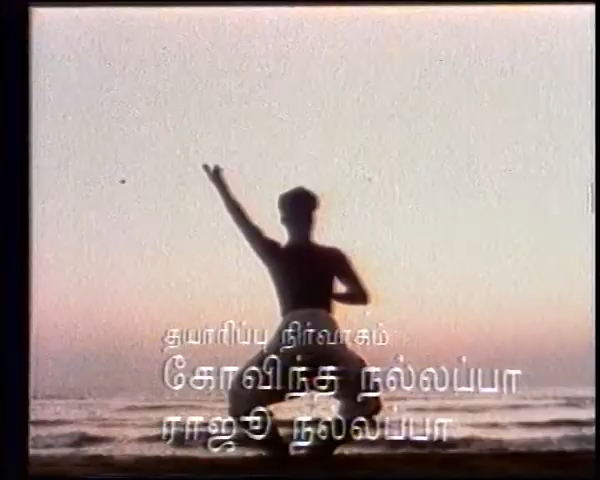 தயாரிப்பு நிர்வாகம்
கோவிந்த நல்லப்பா
ராஜூ நல்லப்பா